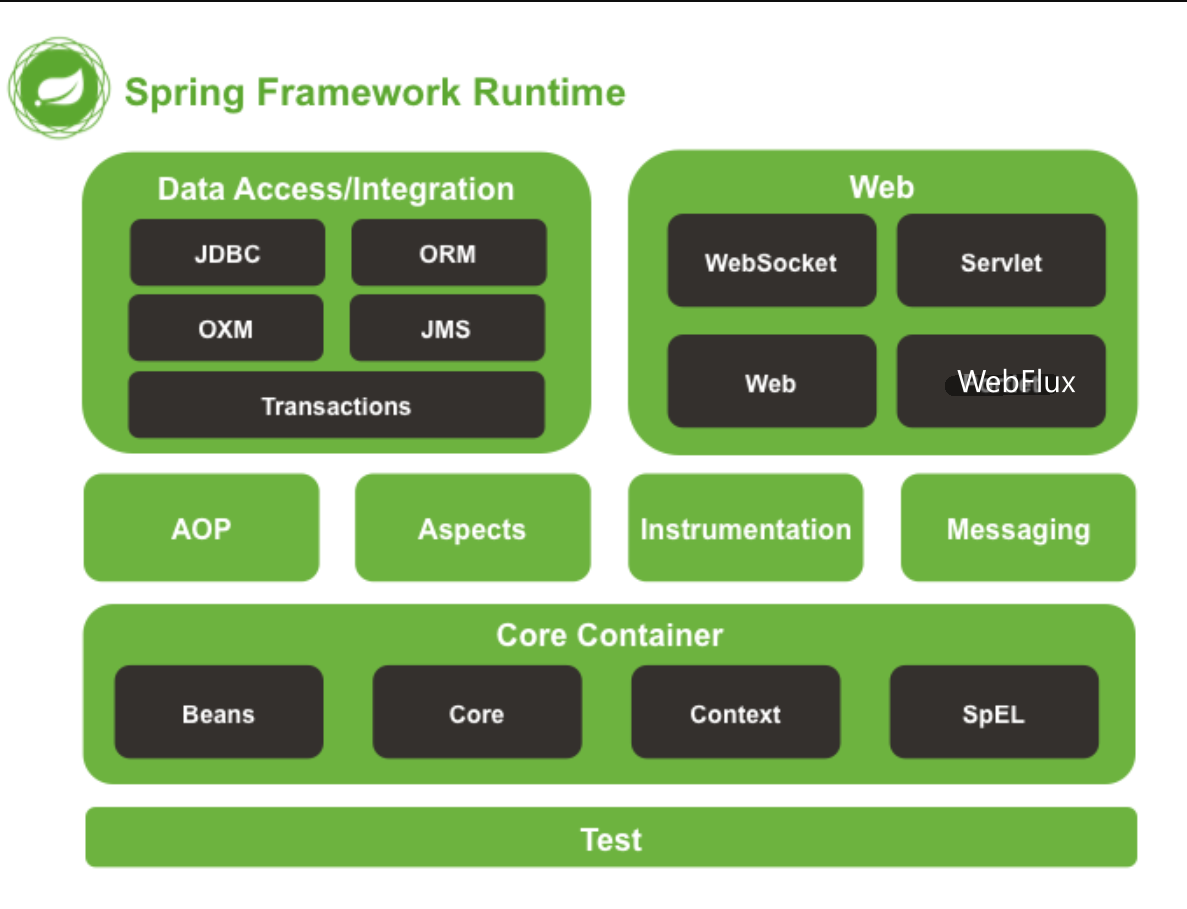 Spring Framework Runtime
Data Access/Integration
JDBC
ORM
OXM
JMS
Transactions
Web
WebSocket
Servlet
Web
WebFlux
AOP
Aspects
Instrumentation
Messaging
Core Container
Beans
Core
Context
SpEL
Test